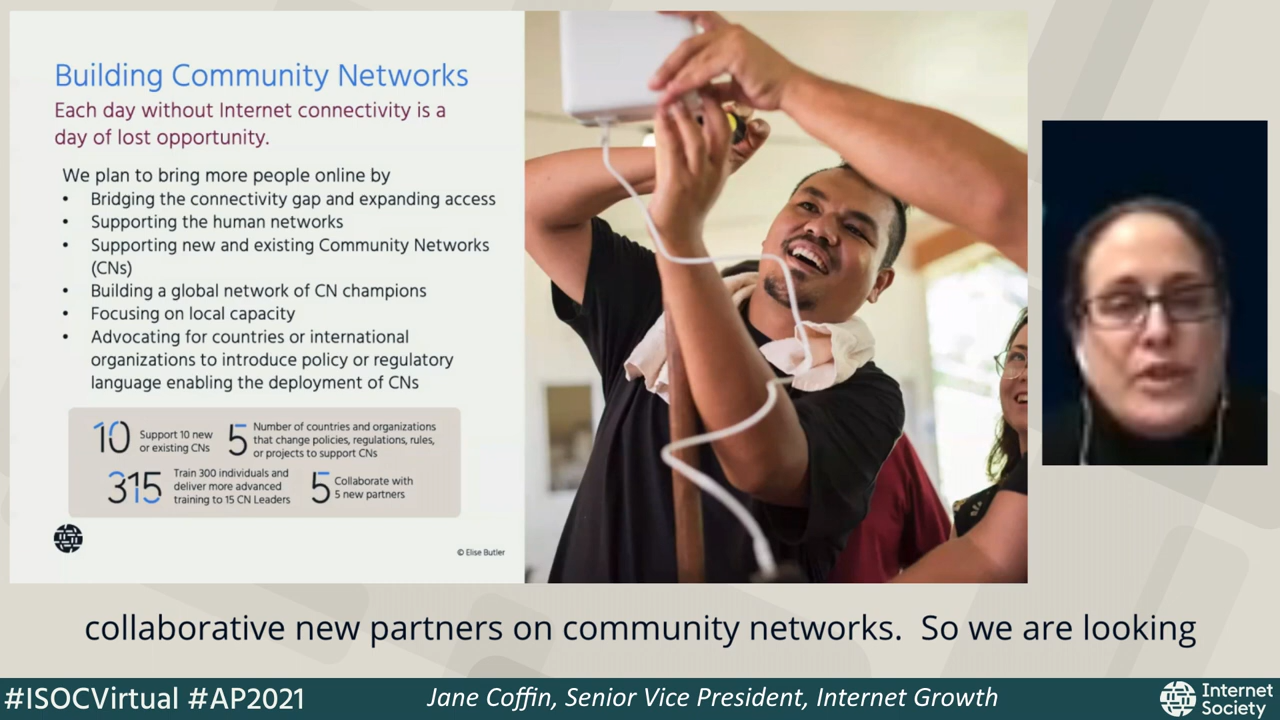 Building Community Networks
Each day without Internet connectivity is a
day of lost opportunity.
We plan to bring more people online by
• Bridging the connectivity gap and expanding access
• Supporting the human networks
• Supporting new and existing Community Networks
(CNs)
• Building a global network of CN champions
• Focusing on local capacity
• Advocating for countries or international
organizations to introduce policy or regulatory
language enabling the deployment of CNs
10
Support 10 new
or existing CNs
5
Number of countries and organizations
that change policies, regulations, rules,
or projects to support CNs
315
Train 300 individuals and
deliver more advanced
training to 15 CN Leaders
5
Collaborate with
5 new partners
© Elise Butler
collaborative new partners on community networks.  So we are looking
#ISOCVirtual #AP2021
Jane Coffin, Senior Vice President, Internet Growth
Internet
Society